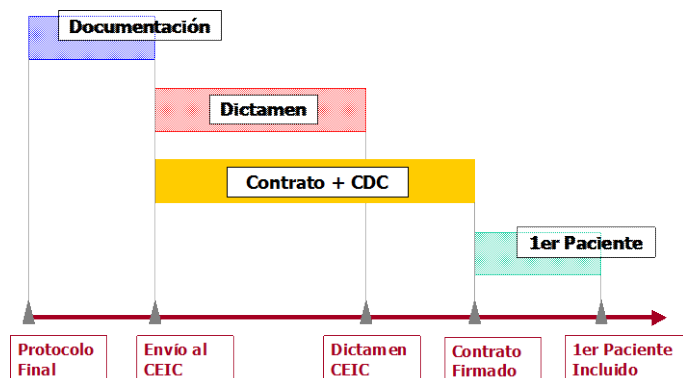 Documentación
Dictamen
Contrato + CDC
1er Paciente
Protocolo
Final
Envío al
CEIC
Dictamen
CEIC
Contrato
Firmado
1er Paciente
Incluido